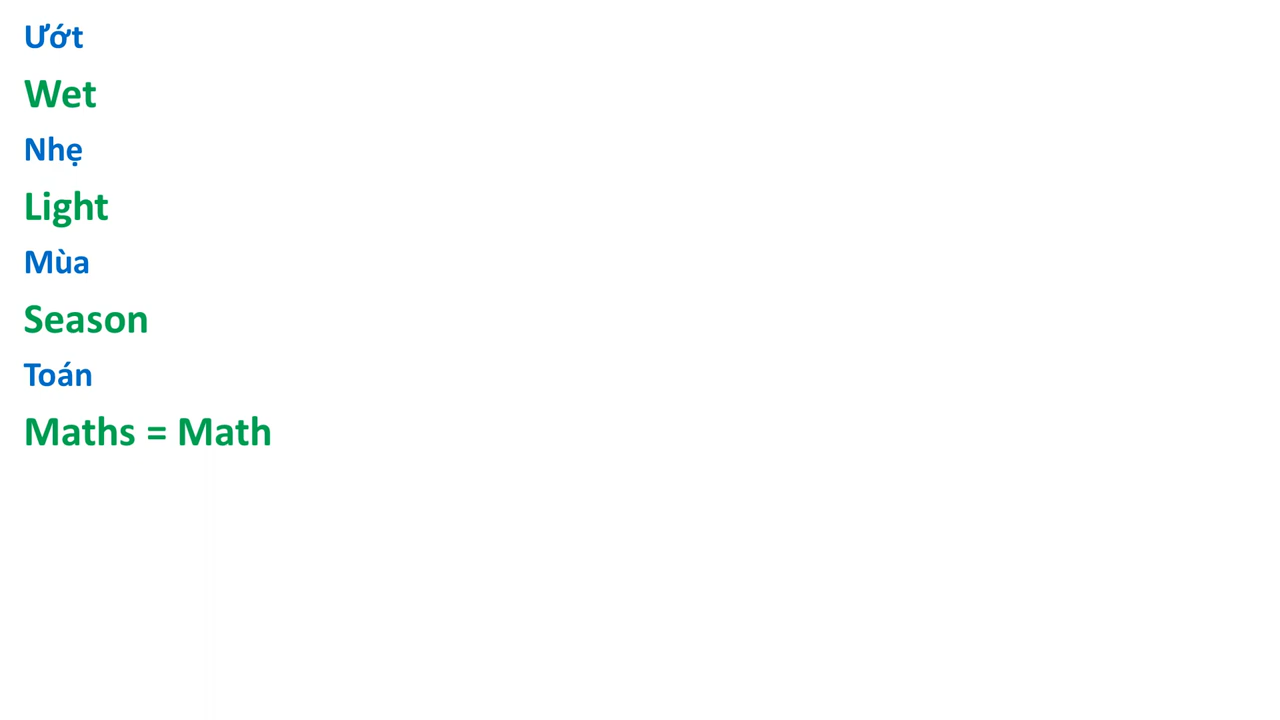 Ướt
Wet
Nhẹ
Light
Mùa
Season
Toán
Maths = Math